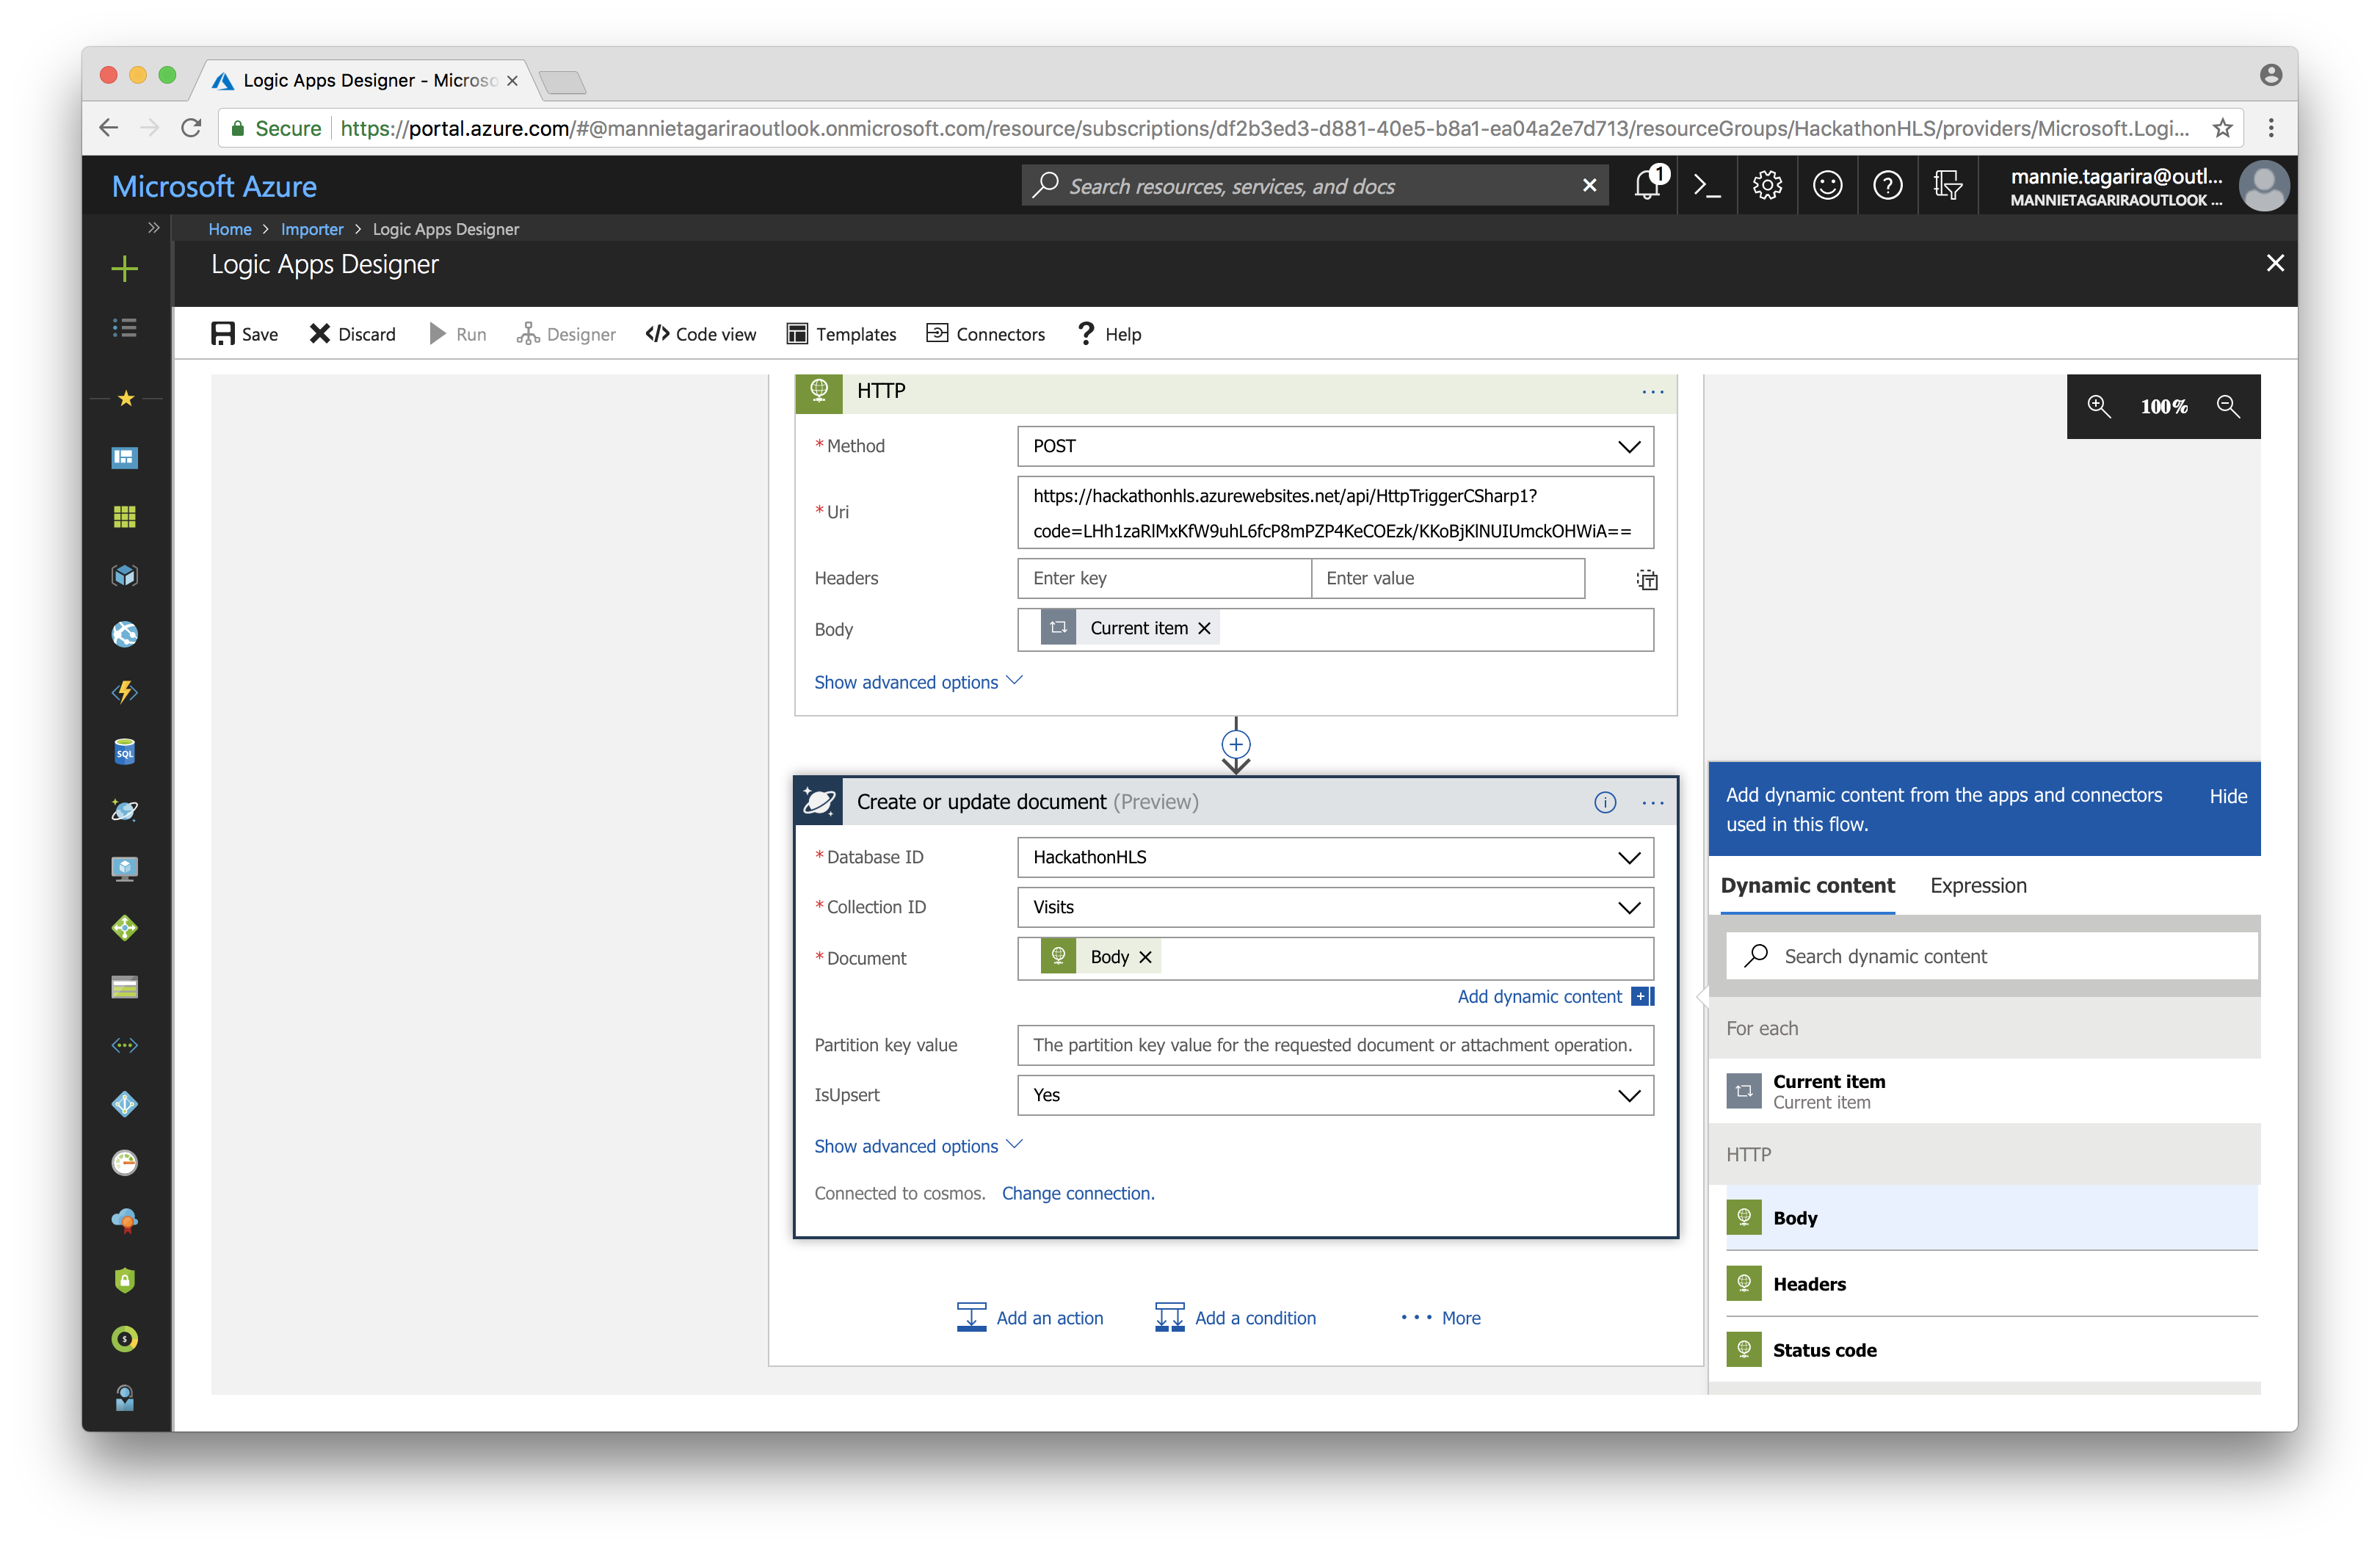 Logic Apps Designer - Microso
Secure
https://portal.azure.com/#@mannietagariraoutlook.onmicrosoft.com/resource/subscriptions/df2b3ed3-d881-40e5-b8a1-ea04a2e7d713/resourceGroups/HackathonHLS/providers/Microsoft.Logi...
Microsoft Azure
Search resources, services, and docs
1
mannie.tagarira@outl...
MANNIETAGARIRAOUTLOOK ...
Home > Importer > Logic Apps Designer
Logic Apps Designer
Save
Discard
Run
Designer
Code view
Templates
Connectors
Help
HTTP
100%
* Method
POST
* Uri
https://hackathonhls.azurewebsites.net/api/HttpTriggerCSharp1?
code=LHh1zaRlMxKfW9uhL6fcP8mPZP4KeCOEzk/KKoBjKlNUIUmckOHWiA==
Headers
Enter key
Enter value
Body
Current item
Show advanced options
Create or update document (Preview)
* Database ID
HackathonHLS
* Collection ID
Visits
* Document
Body
Add dynamic content
Partition key value
The partition key value for the requested document or attachment operation.
IsUpsert
Yes
Show advanced options
Connected to cosmos. Change connection.
Add an action
Add a condition
More
Add dynamic content from the apps and connectors
used in this flow.
Hide
Dynamic content
Expression
Search dynamic content
For each
Current item
Current item
HTTP
Body
Headers
Status code
SQL